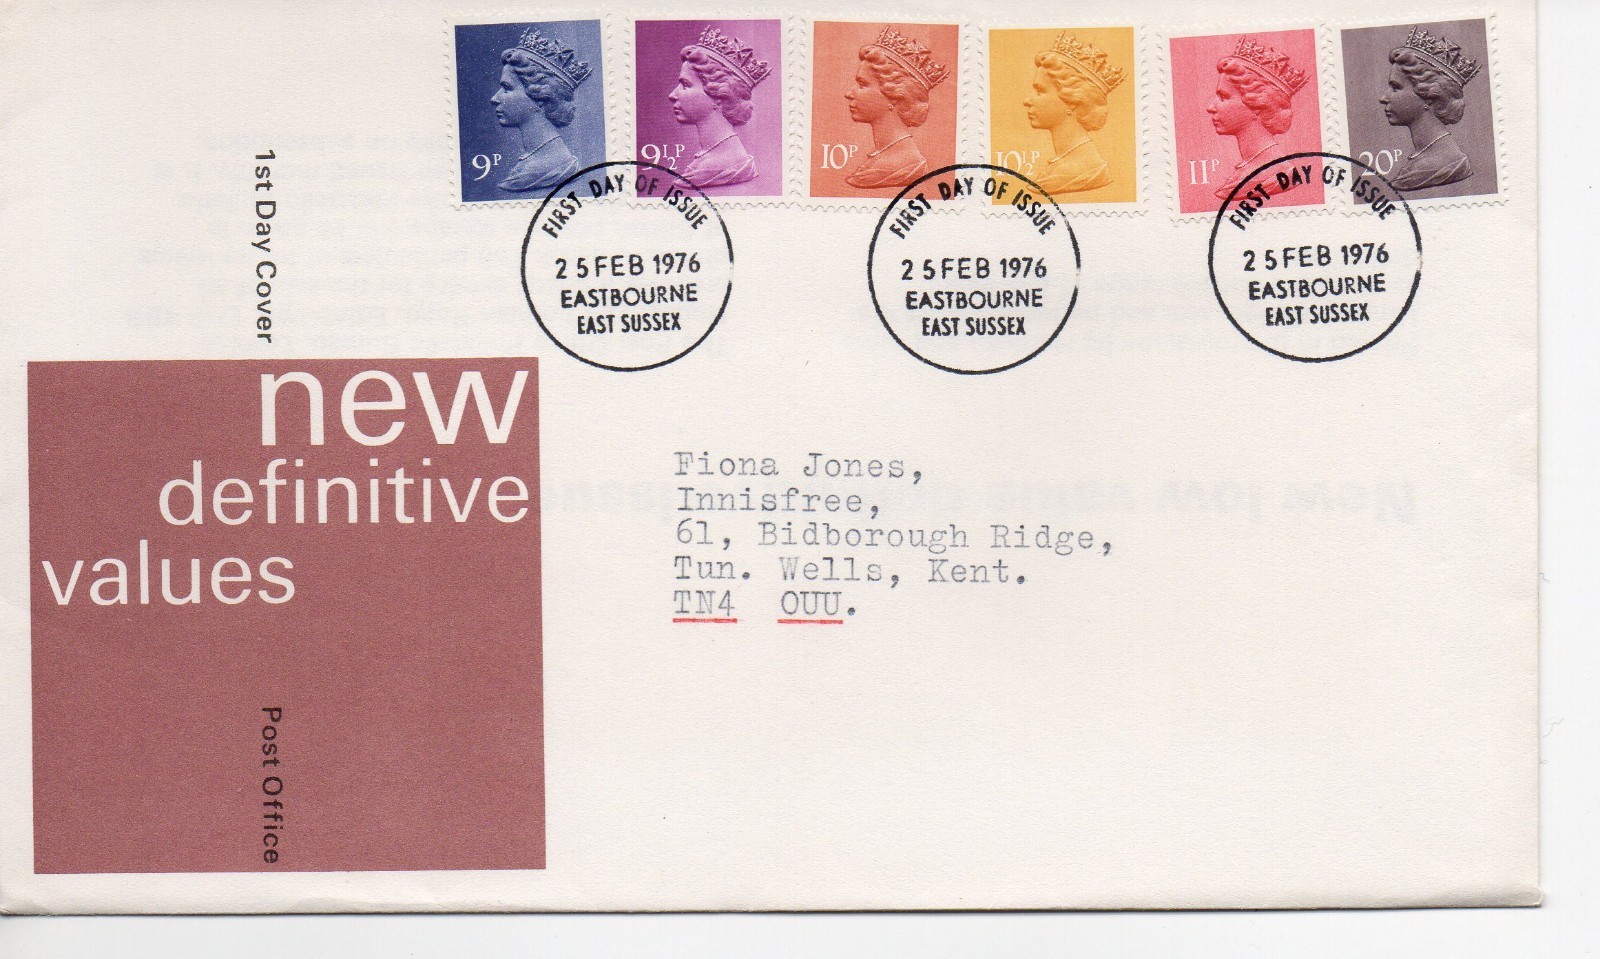 9P
9½P
10P
10½P
11P
20P
FIRST DAY OF ISSUE
25 FEB 1976
EASTBOURNE
EAST SUSSEX
FIRST DAY OF ISSUE
25 FEB 1976
EASTBOURNE
EAST SUSSEX
FIRST DAY OF ISSUE
25 FEB 1976
EASTBOURNE
EAST SUSSEX
1st Day Cover
new
definitive
values
Post Office
Fiona Jones,
Innisfree,
61, Bidborough Ridge,
Tun. Wells, Kent.
TN4 OUU.